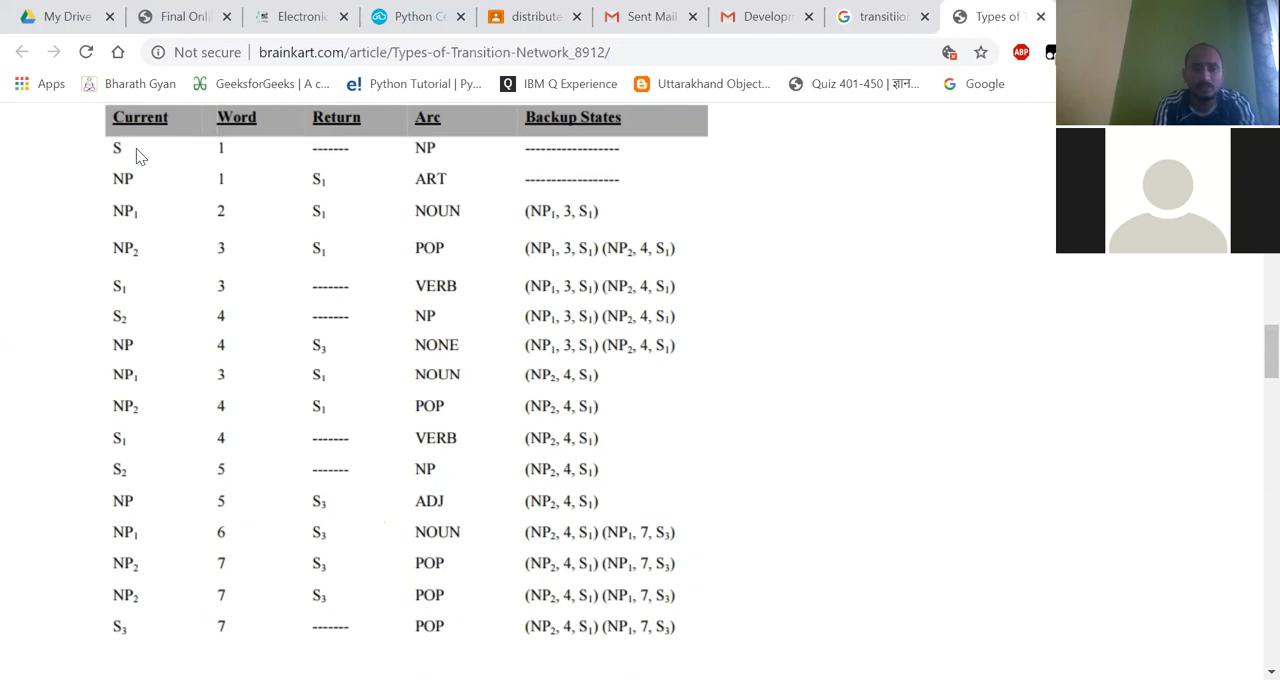 My Drive
Final Onli
Electroni
Python Ce
distribute
Sent Mail
Developm
transitiio
Types of T
Not secure
brainkart.com/article/Types-of-Transition-Network_8912/
ABP
Apps
Bharath Gyan
GeeksforGeeks | A c...
Python Tutorial | Py...
IBM Q Experience
Uttarakhand Object...
Quiz 401-450 | ज्ञान...
Google
Current Word Return Arc Backup States
S 1 ------- NP ------------------
NP 1 S₁ ART ------------------
NP₁ 2 S₁ NOUN (NP₁, 3, S₁)
NP₂ 3 S₁ POP (NP₁, 3, S₁) (NP₂, 4, S₁)
S₁ 3 ------- VERB (NP₁, 3, S₁) (NP₂, 4, S₁)
S₂ 4 ------- NP (NP₁, 3, S₁) (NP₂, 4, S₁)
NP 4 S₃ NONE (NP₁, 3, S₁) (NP₂, 4, S₁)
NP₁ 3 S₁ NOUN (NP₂, 4, S₁)
NP₂ 4 S₁ POP (NP₂, 4, S₁)
S₁ 4 ------- VERB (NP₂, 4, S₁)
S₂ 5 ------- NP (NP₂, 4, S₁)
NP 5 S₃ ADJ (NP₂, 4, S₁)
NP₁ 6 S₃ NOUN (NP₂, 4, S₁) (NP₁, 7, S₃)
NP₂ 7 S₃ POP (NP₂, 4, S₁) (NP₁, 7, S₃)
NP₂ 7 S₃ POP (NP₂, 4, S₁) (NP₁, 7, S₃)
S₃ 7 ------- POP (NP₂, 4, S₁) (NP₁, 7, S₃)